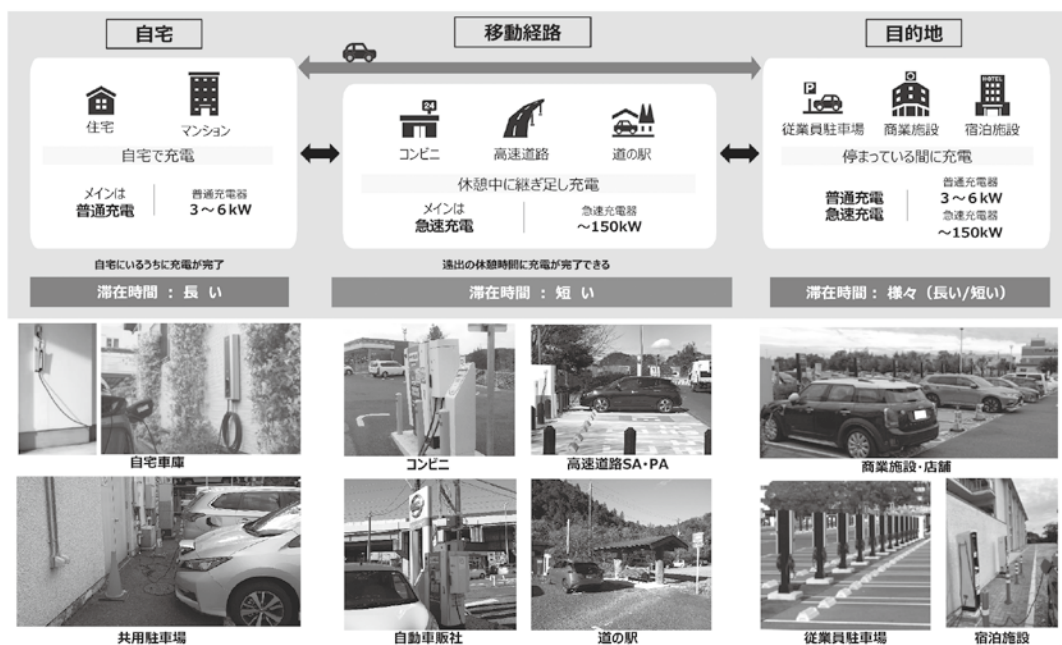 自宅
移動経路
目的地
住宅
マンション
自宅で充電
メインは
普通充電
普通充電器
3～6kW
自宅にいるうちに充電が完了
滞在時間 ： 長 い
24
コンビニ
高速道路
道の駅
休憩中に継ぎ足し充電
メインは
急速充電
急速充電器
～150kW
遠出の休憩時間に充電が完了できる
滞在時間 ： 短 い
P
HOTEL
従業員駐車場
商業施設
宿泊施設
停まっている間に充電
普通充電
急速充電
普通充電器
3～6kW
急速充電器
～150kW
滞在時間： 様々（長い/短い）
自宅車庫
コンビニ
高速道路SA・PA
商業施設・店舗
共用駐車場
自動車販社
道の駅
従業員駐車場
宿泊施設